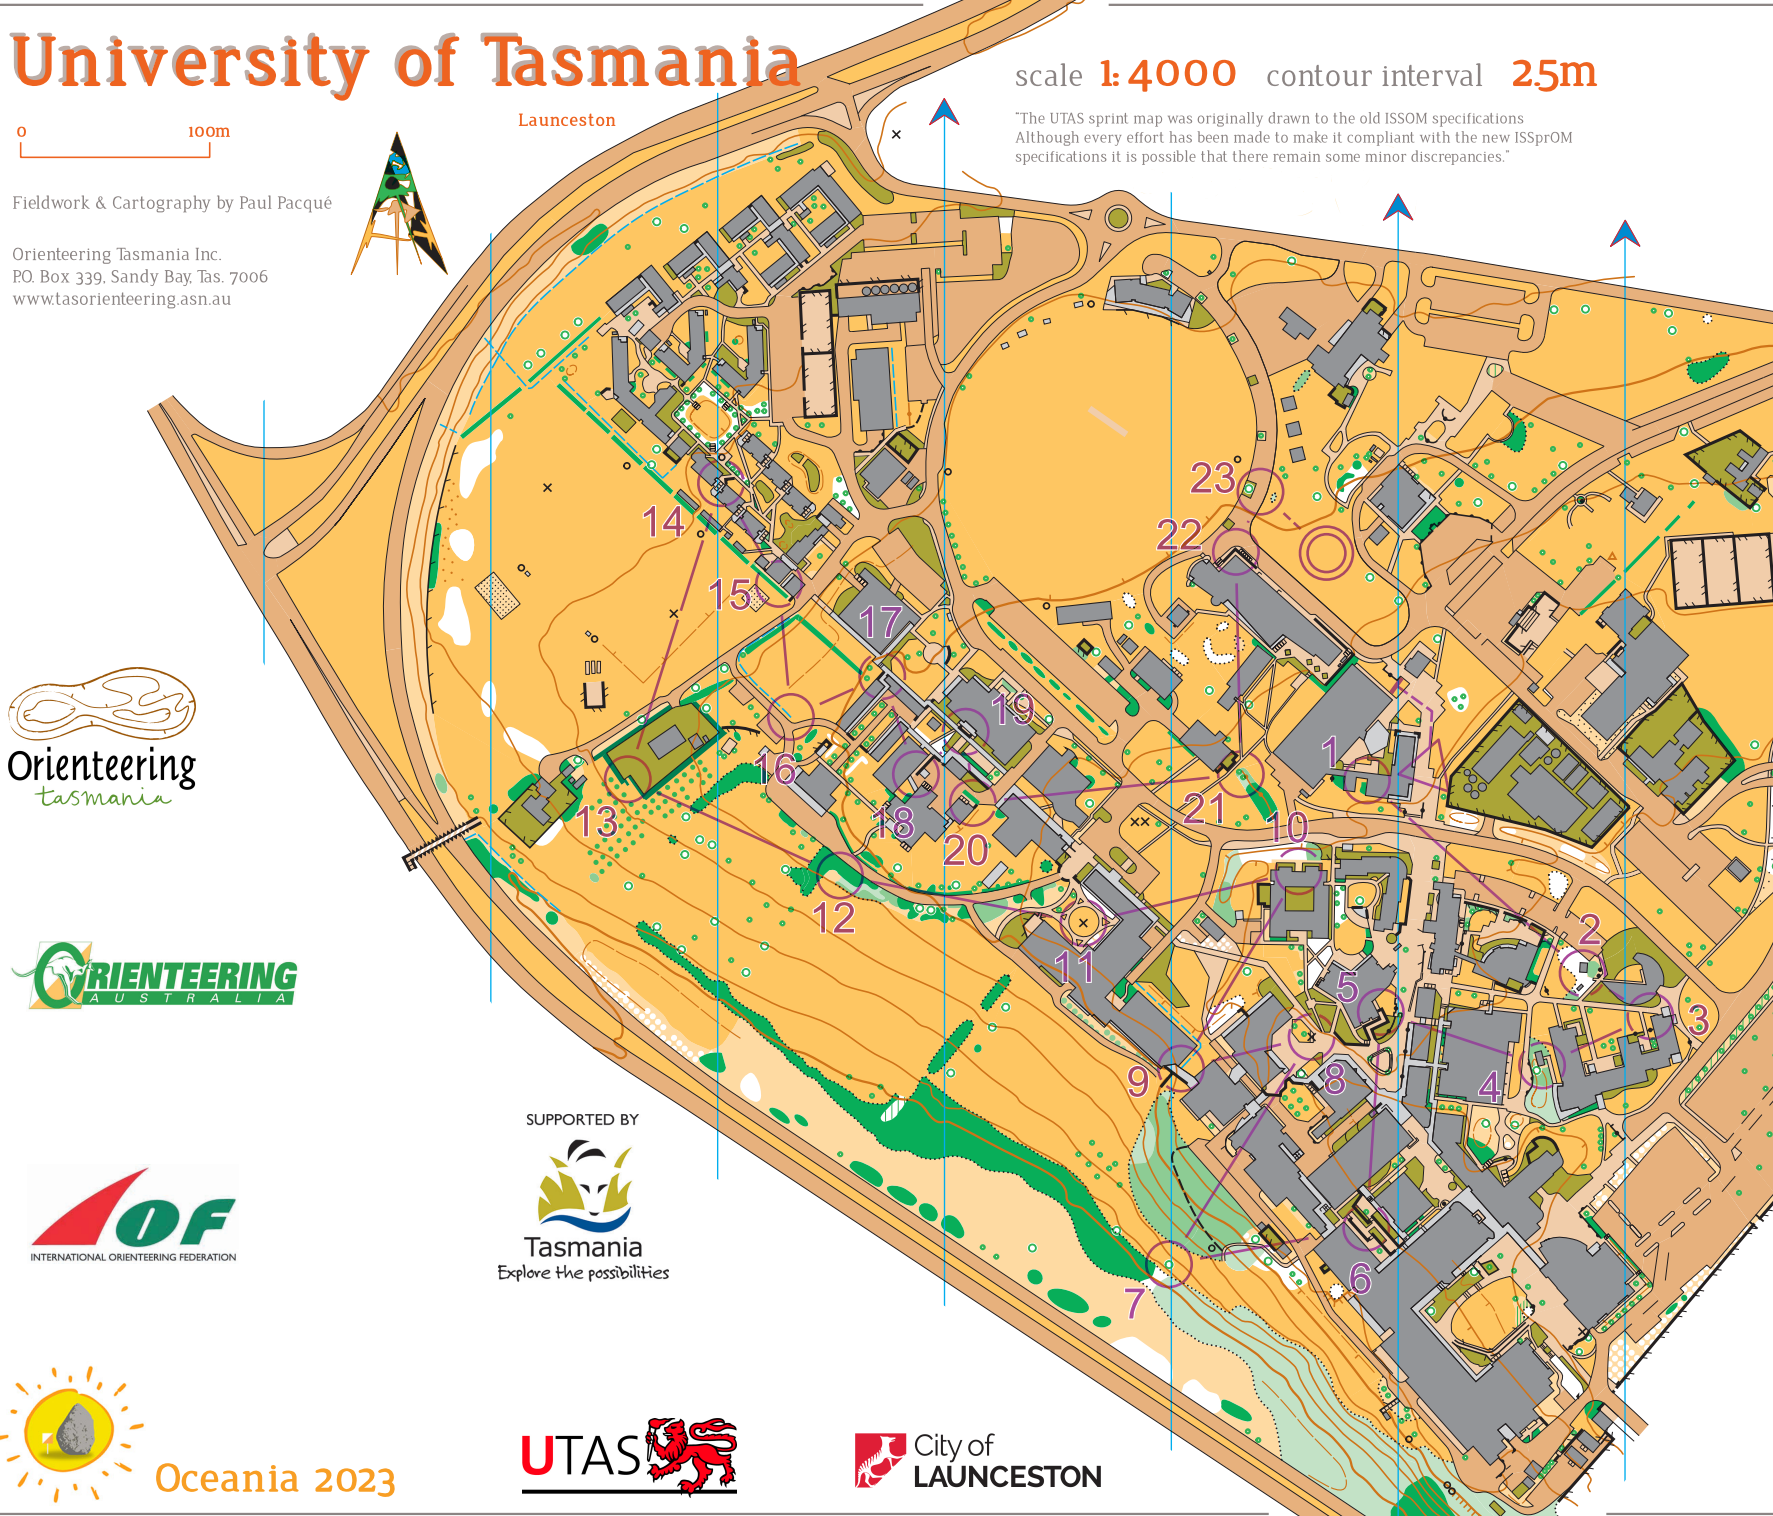 University of Tasmania
Launceston
scale 1: 4000 contour interval 2.5m
"The UTAS sprint map was originally drawn to the old ISSOM specifications
Although every effort has been made to make it compliant with the new ISSprOM
specifications it is possible that there remain some minor discrepancies."
0 100m
Fieldwork & Cartography by Paul Pacqué
Orienteering Tasmania Inc.
P.O. Box 339, Sandy Bay, Tas. 7006
www.tasorienteering.asn.au
23
22
14
15
17
19
16
1
21
13
18
10
20
12
2
11
5
3
9
8
4
6
7
Orienteering
tasmania
ORIENTEERING
AUSTRALIA
IOF
INTERNATIONAL ORIENTEERING FEDERATION
SUPPORTED BY
Tasmania
Explore the possibilities
Oceania 2023
UTAS
City of
LAUNCESTON